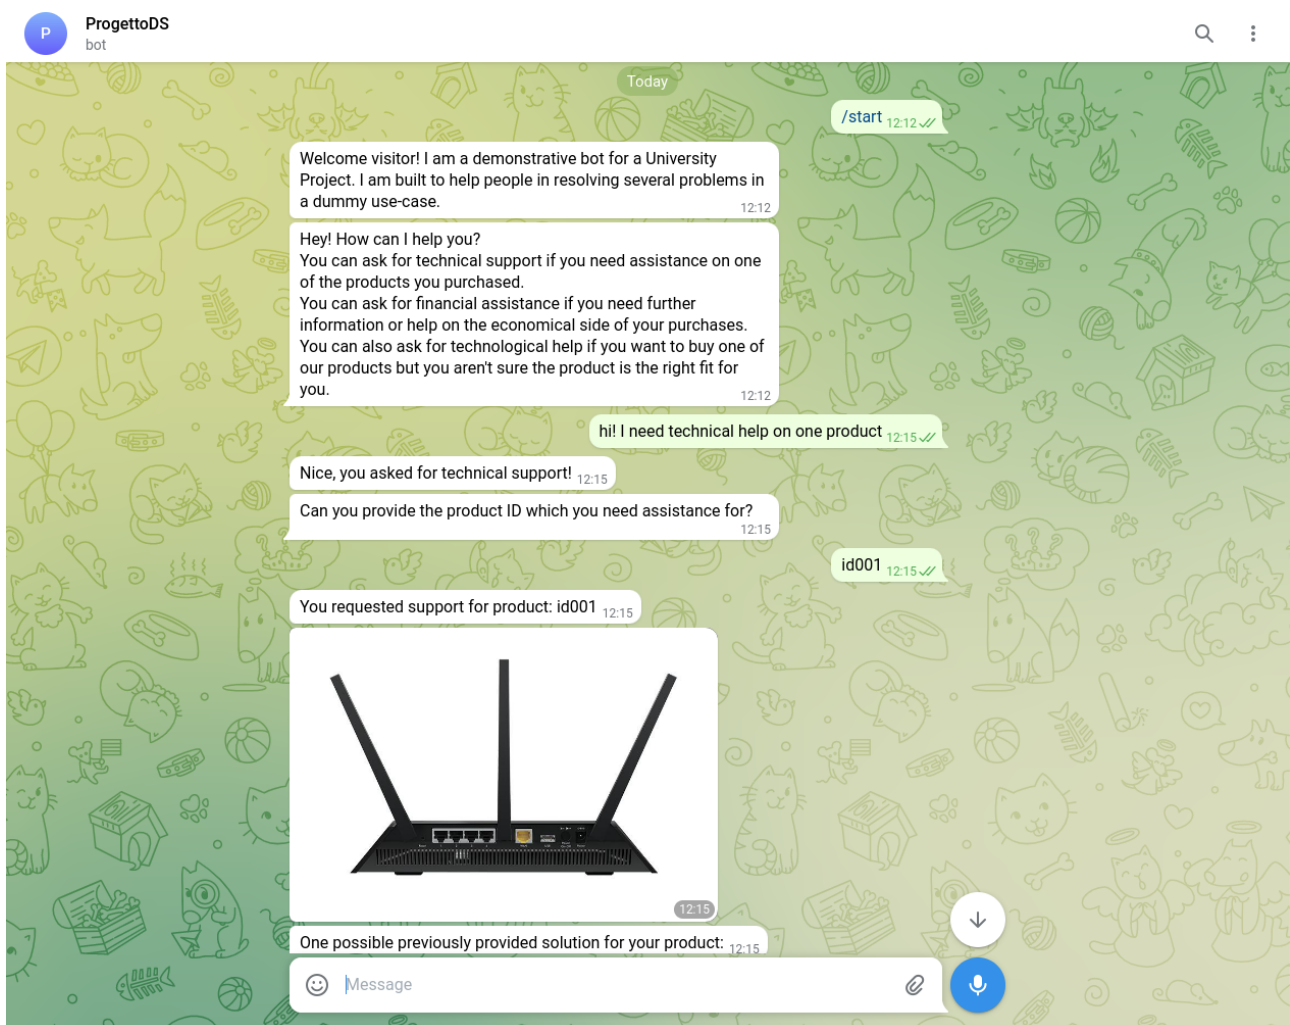 P
ProgettoDS
bot
Today
/start 12:12
Welcome visitor! I am a demonstrative bot for a University
Project. I am built to help people in resolving several problems in
a dummy use-case.
12:12
Hey! How can I help you?
You can ask for technical support if you need assistance on one
of the products you purchased.
You can ask for financial assistance if you need further
information or help on the economical side of your purchases.
You can also ask for technological help if you want to buy one of
our products but you aren't sure the product is the right fit for
you.
12:12
hi! I need technical help on one product 12:15
Nice, you asked for technical support! 12:15
Can you provide the product ID which you need assistance for?
12:15
id001 12:15
You requested support for product: id001 12:15
12:15
One possible previously provided solution for your product: 12:15
Message